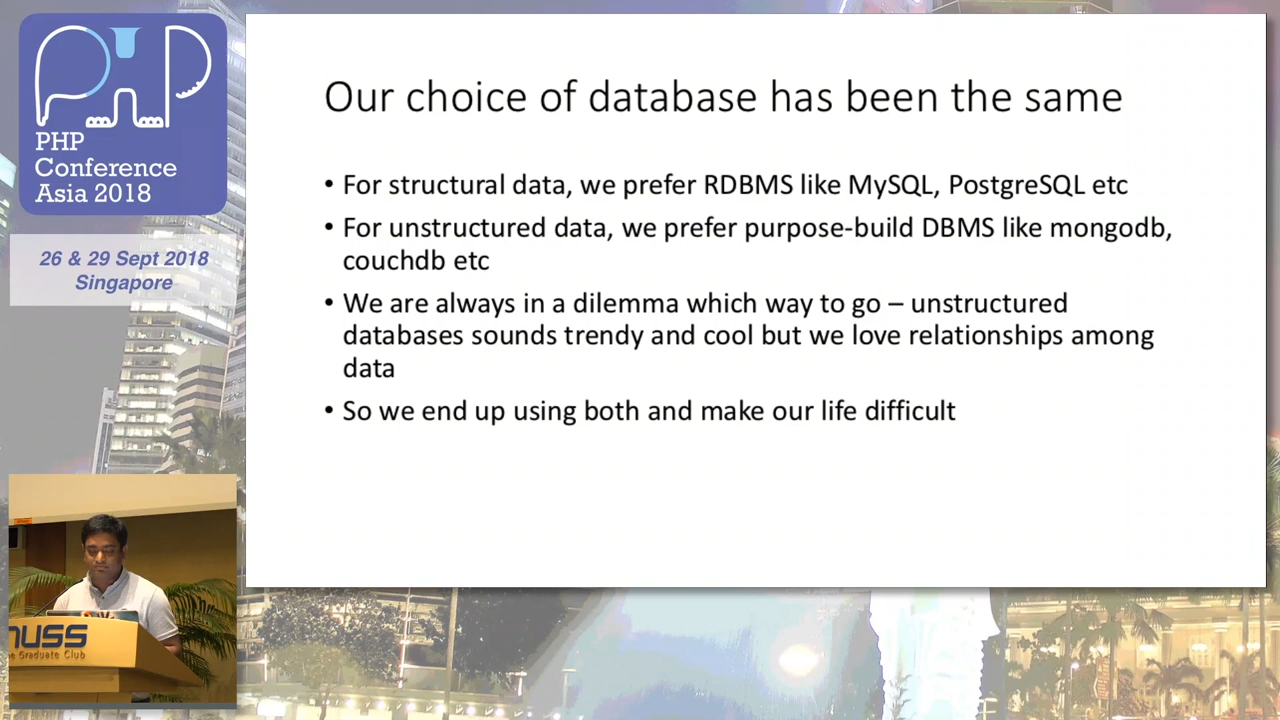 PHP
Conference
Asia 2018
26 & 29 Sept 2018
Singapore
Our choice of database has been the same
• For structural data, we prefer RDBMS like MySQL, PostgreSQL etc
• For unstructured data, we prefer purpose-build DBMS like mongodb,
couchdb etc
• We are always in a dilemma which way to go – unstructured
databases sounds trendy and cool but we love relationships among
data
• So we end up using both and make our life difficult
nuss
he Graduate Club